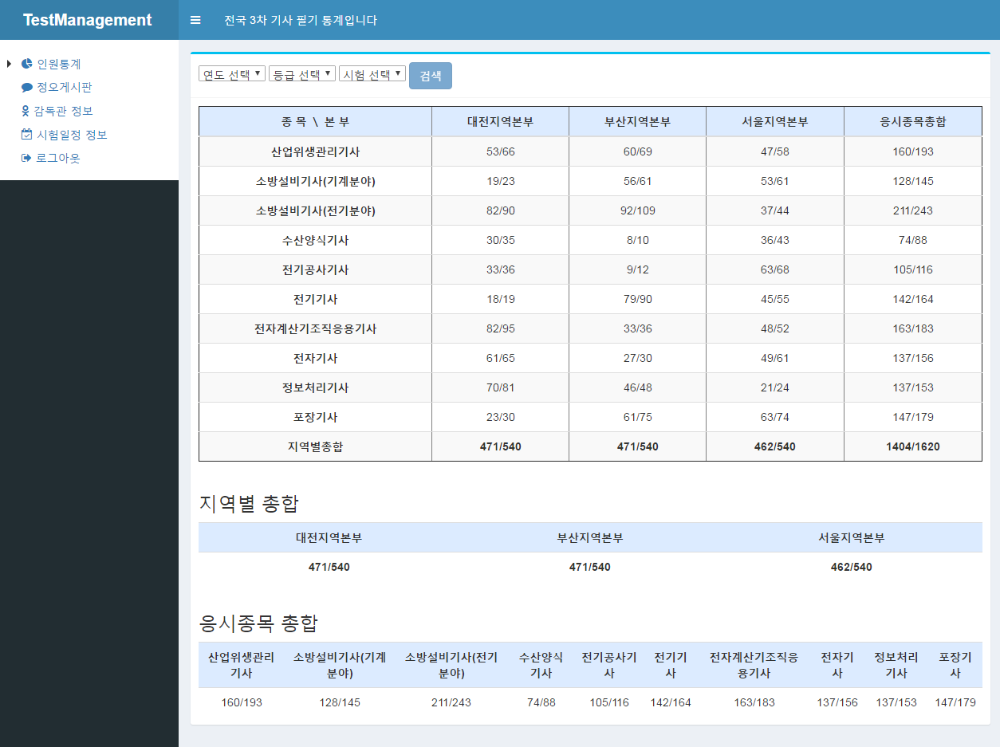 TestManagement
전국 3차 기사 필기 통계입니다
인원통계
정오게시판
감독관 정보
시험일정 정보
로그아웃
연도 선택 등급 선택 시험 선택 검색
종 목 \ 본 부 대전지역본부 부산지역본부 서울지역본부 응시종목총합
산업위생관리기사 53/66 60/69 47/58 160/193
소방설비기사(기계분야) 19/23 56/61 53/61 128/145
소방설비기사(전기분야) 82/90 92/109 37/44 211/243
수산양식기사 30/35 8/10 36/43 74/88
전기공사기사 33/36 9/12 63/68 105/116
전기기사 18/19 79/90 45/55 142/164
전자계산기조직응용기사 82/95 33/36 48/52 163/183
전자기사 61/65 27/30 49/61 137/156
정보처리기사 70/81 46/48 21/24 137/153
포장기사 23/30 61/75 63/74 147/179
지역별총합 471/540 471/540 462/540 1404/1620
지역별 총합
대전지역본부 부산지역본부 서울지역본부
471/540 471/540 462/540
응시종목 총합
산업위생관리 소방설비기사(기계 소방설비기사(전기 수산양식 전기공사기 전기기 전자계산기조직응 전자기 정보처리 포장기
기사 분야) 분야) 기사 사 사 용기사 사 기사 사
160/193 128/145 211/243 74/88 105/116 142/164 163/183 137/156 137/153 147/179